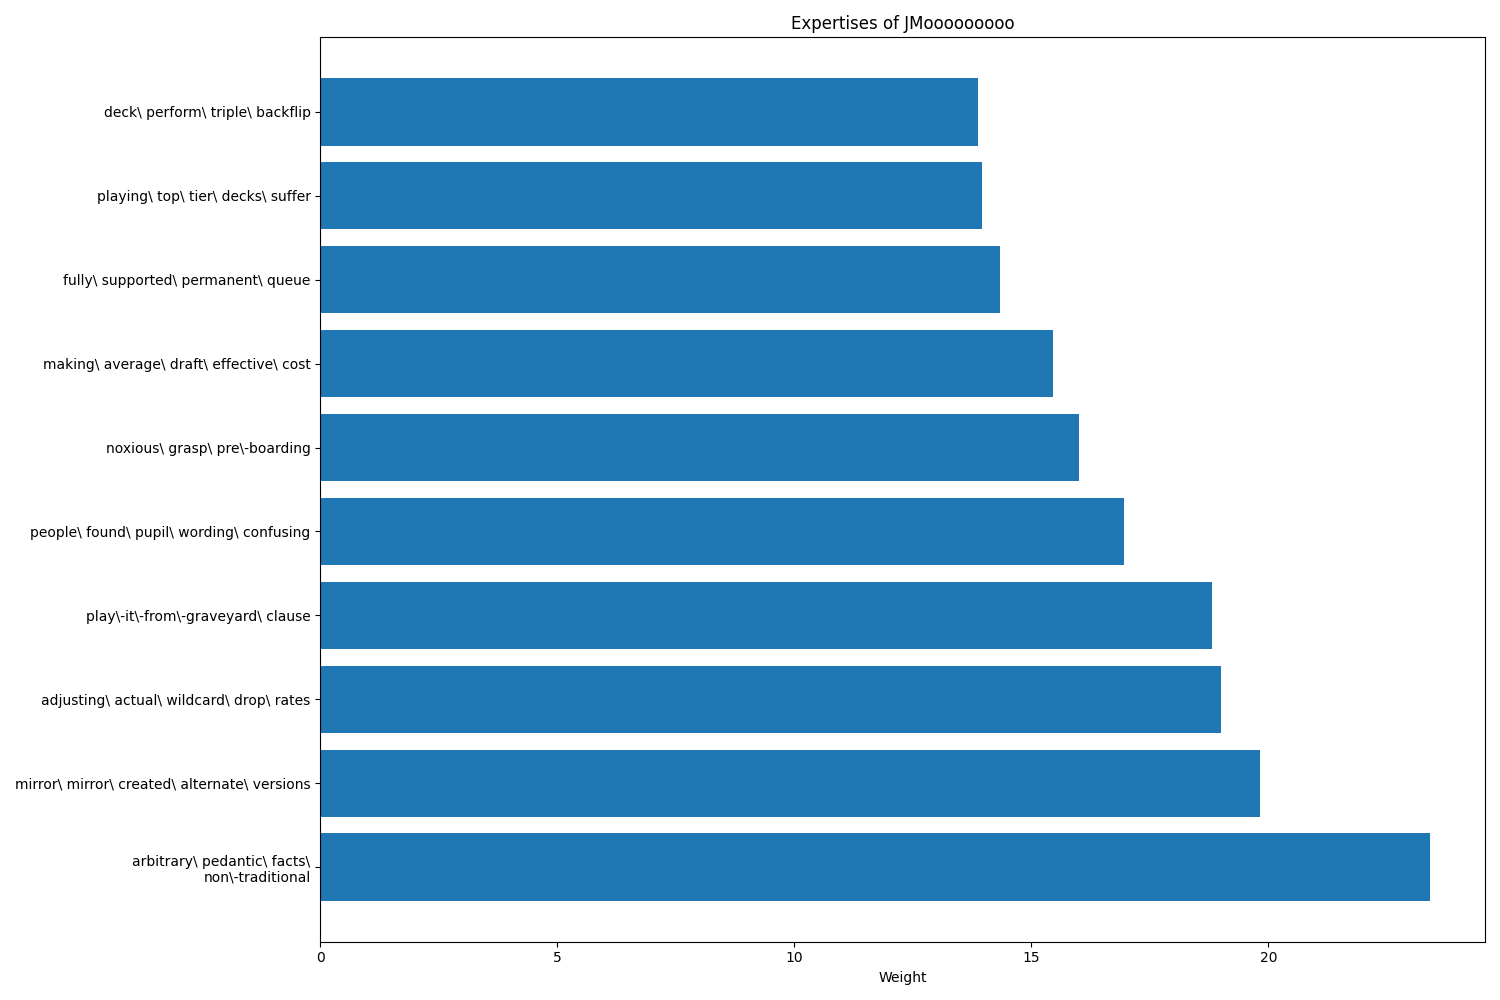 Expertises of JMooooooooo
deck\ perform\ triple\ backflip
playing\ top\ tier\ decks\ suffer
fully\ supported\ permanent\ queue
making\ average\ draft\ effective\ cost
noxious\ grasp\ pre\-boarding
people\ found\ pupil\ wording\ confusing
play\-it\-from\-graveyard\ clause
adjusting\ actual\ wildcard\ drop\ rates
mirror\ mirror\ created\ alternate\ versions
arbitrary\ pedantic\ facts\
non\-traditional
0 5 10 15 20
Weight